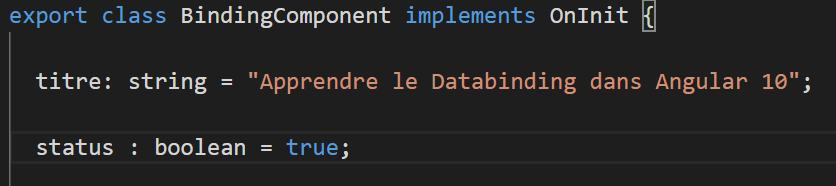 export class BindingComponent implements OnInit {
titre: string = "Apprendre le Databinding dans Angular 10";
status : boolean = true;